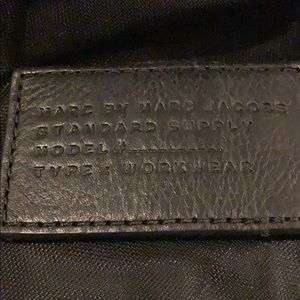 MARC BY MARC JACOBS
STANDARD SUPPLY
MODEL#...........
TYPE: WORKWEAR